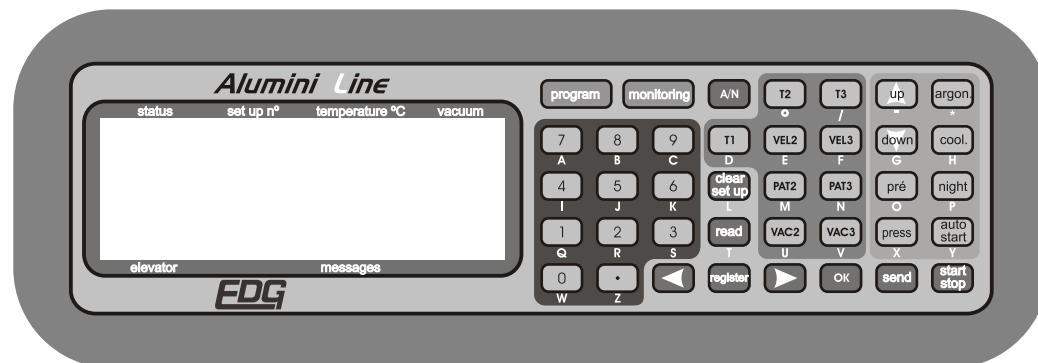 Alumini Line
status set up nº temperature ºC vacuum
elevator messages
EDG
program monitoring A/N T2 T3 up argon.
º / - *
7 8 9 T1 VEL2 VEL3 down cool.
A B C D E F G H
4 5 6 clear set up PAT2 PAT3 pré night
I J K L M N O P
1 2 3 read VAC2 VAC3 press auto start
Q R S T U V X Y
0 . register OK send start stop
W Z